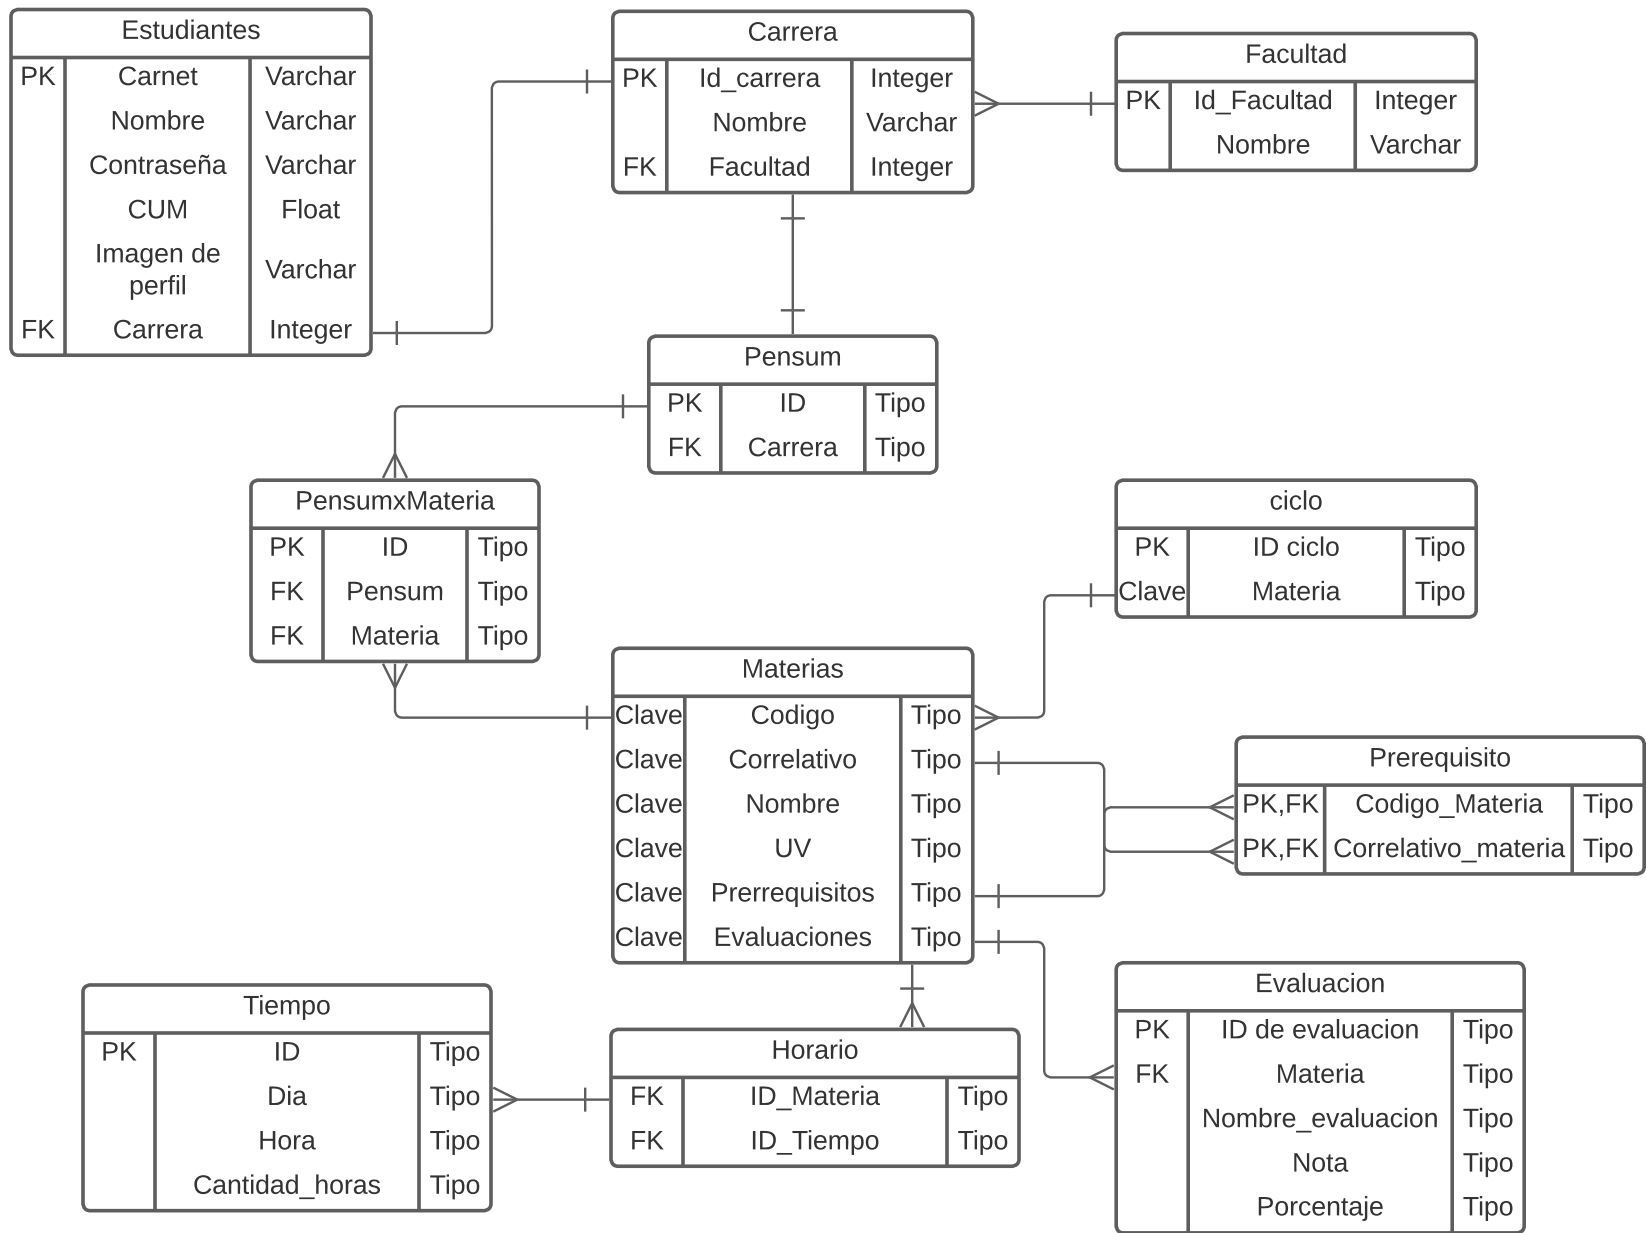 Estudiantes
PK Carnet Varchar
Nombre Varchar
Contraseña Varchar
CUM Float
Imagen de
perfil Varchar
FK Carrera Integer
Carrera
PK Id_carrera Integer
Nombre Varchar
FK Facultad Integer
Facultad
PK Id_Facultad Integer
Nombre Varchar
Pensum
PK ID Tipo
FK Carrera Tipo
PensumxMateria
PK ID Tipo
FK Pensum Tipo
FK Materia Tipo
ciclo
PK ID ciclo Tipo
Clave Materia Tipo
Materias
Clave Codigo Tipo
Clave Correlativo Tipo
Clave Nombre Tipo
Clave UV Tipo
Clave Prerrequisitos Tipo
Clave Evaluaciones Tipo
Prerequisito
PK,FK Codigo_Materia Tipo
PK,FK Correlativo_materia Tipo
Tiempo
PK ID Tipo
Dia Tipo
Hora Tipo
Cantidad_horas Tipo
Horario
FK ID_Materia Tipo
FK ID_Tiempo Tipo
Evaluacion
PK ID de evaluacion Tipo
FK Materia Tipo
Nombre_evaluacion Tipo
Nota Tipo
Porcentaje Tipo